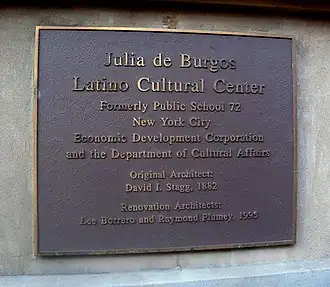 Julia de Burgos
Latino Cultural Center
Formerly Public School 72
New York City
Economic Development Corporation
and the Department of Cultural Affairs
Original Architect:
David I. Stagg, 1882
Renovation Architects:
Lee Borrero and Raymond Plumey, 1995